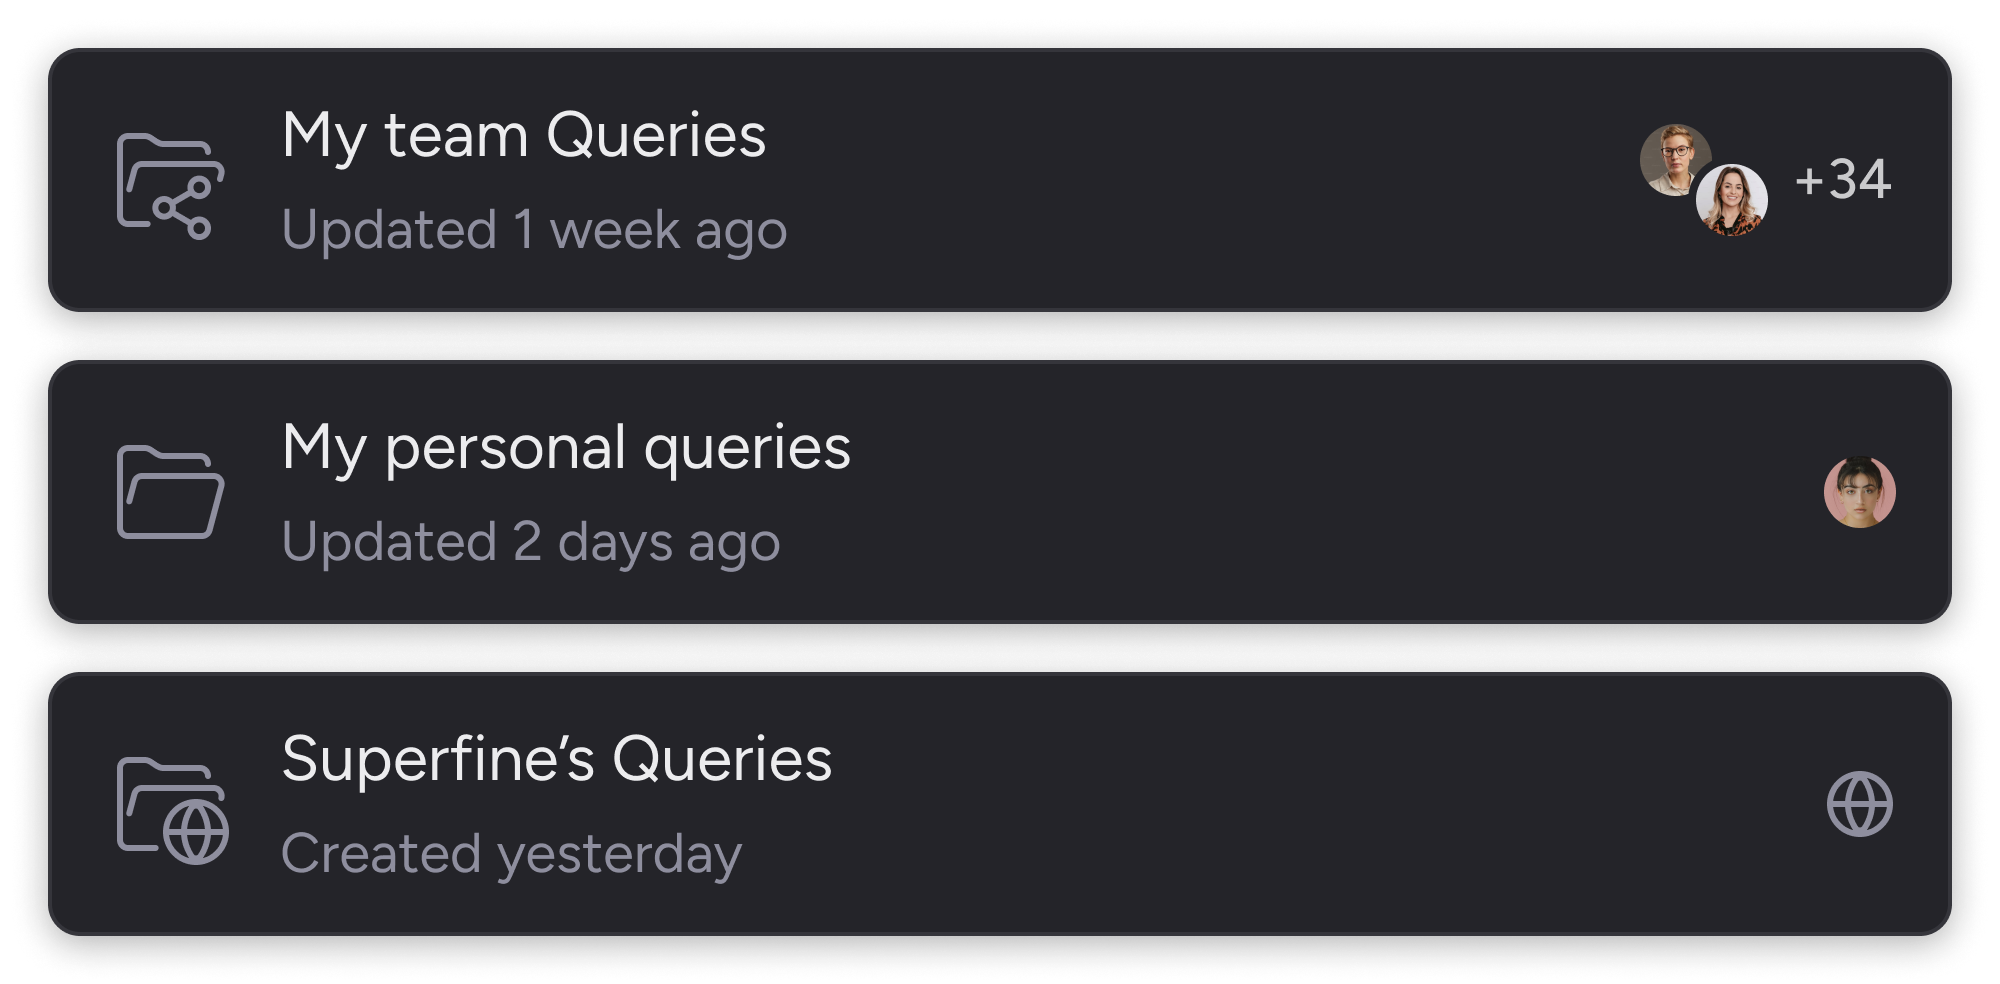 My team Queries
Updated 1 week ago
+34
My personal queries
Updated 2 days ago
Superfine’s Queries
Created yesterday